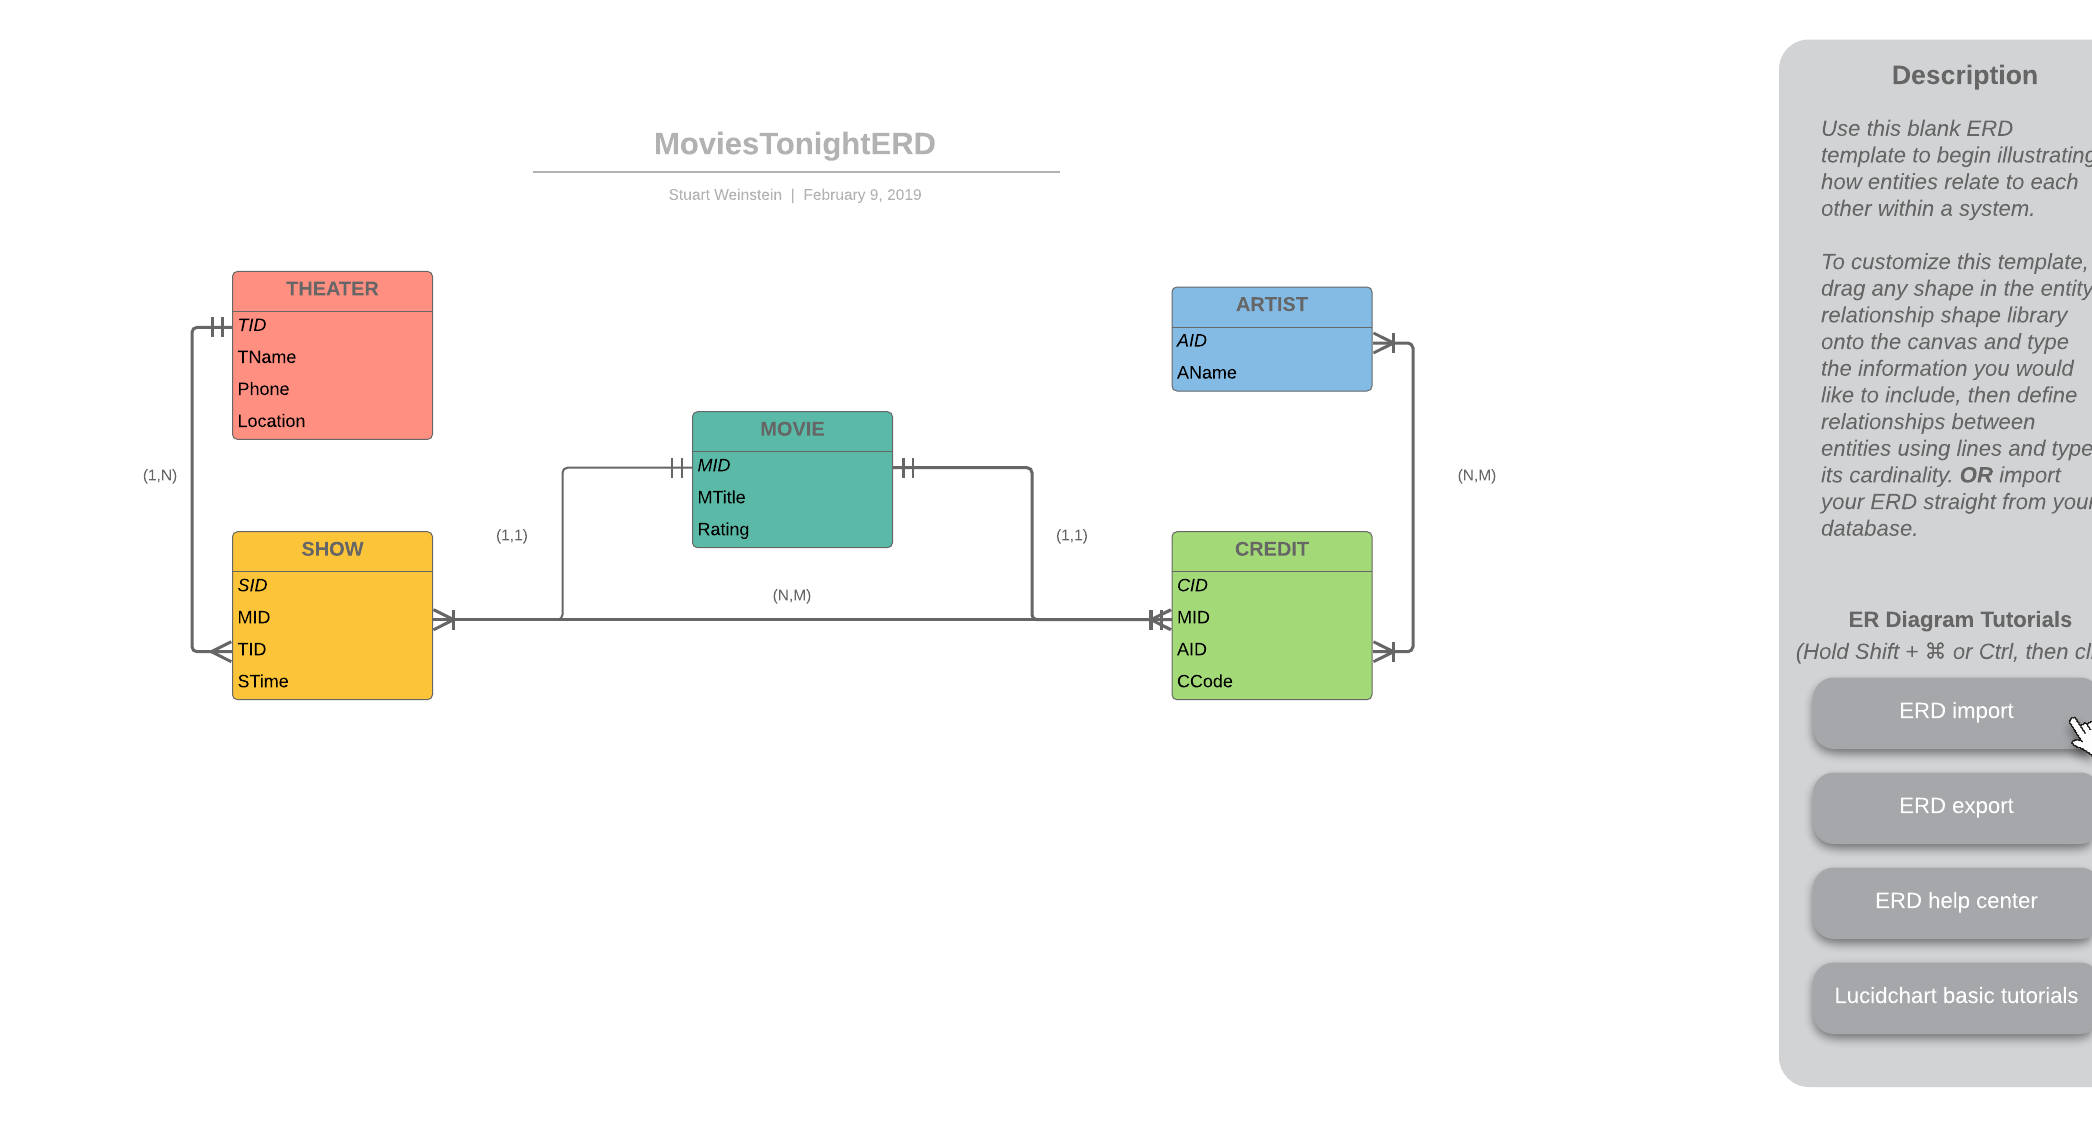 MoviesTonightERD
Stuart Weinstein | February 9, 2019
THEATER
TID
TName
Phone
Location
(1,N)
SHOW
SID
MID
TID
STime
(1,1)
MOVIE
MID
MTitle
Rating
(N,M)
(1,1)
ARTIST
AID
AName
(N,M)
CREDIT
CID
MID
AID
CCode
Description
Use this blank ERD
template to begin illustrating
how entities relate to each
other within a system.
To customize this template,
drag any shape in the entity
relationship shape library
onto the canvas and type
the information you would
like to include, then define
relationships between
entities using lines and type
its cardinality. OR import
your ERD straight from your
database.
ER Diagram Tutorials
(Hold Shift + ⌘ or Ctrl, then
ERD import
ERD export
ERD help center
Lucidchart basic tutorials